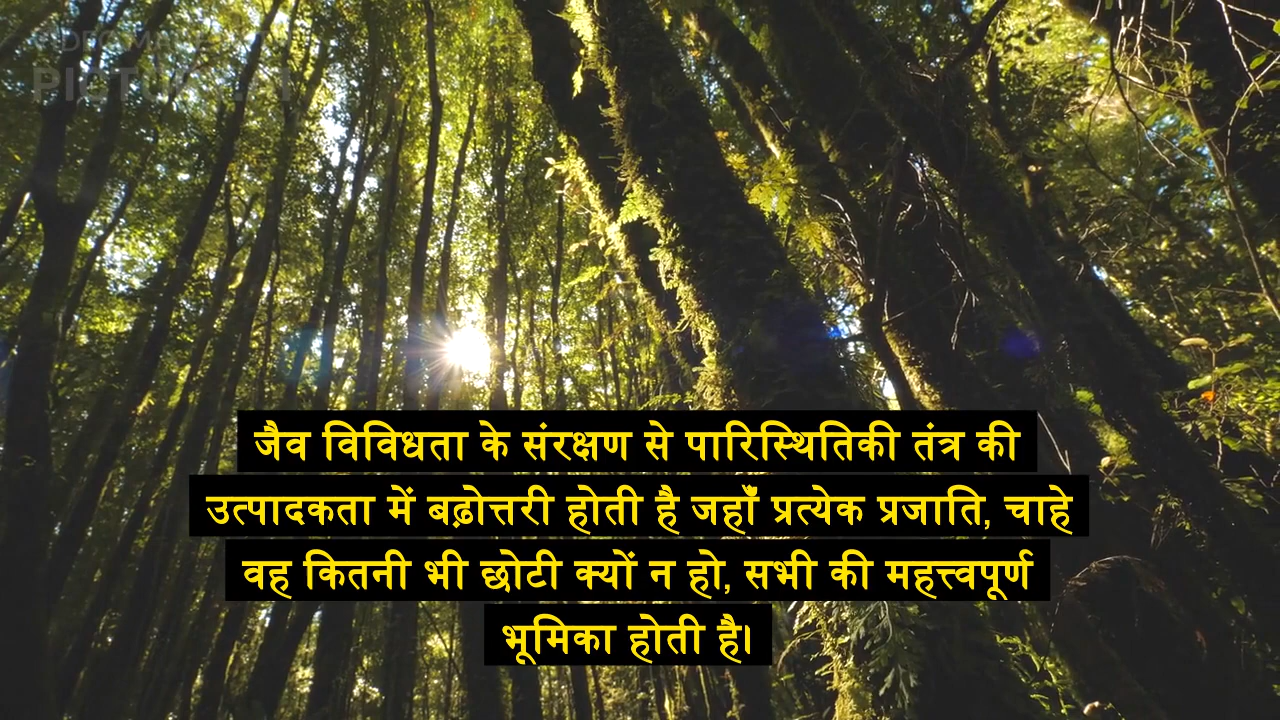 जैव विविधता के संरक्षण से पारिस्थितिकी तंत्र की
उत्पादकता में बढ़ोत्तरी होती है जहाँ प्रत्येक प्रजाति, चाहे
वह कितनी भी छोटी क्यों न हो, सभी की महत्त्वपूर्ण
भूमिका होती है।